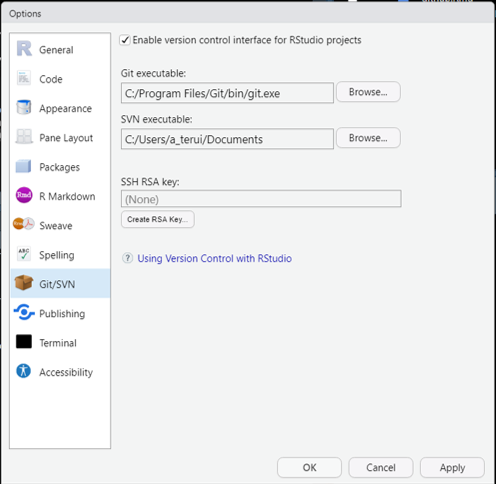 Options
General
Code
Appearance
Pane Layout
Packages
Rmd R Markdown
Sweave
ABC Spelling
Git/SVN
Publishing
Terminal
Accessibility
Enable version control interface for RStudio projects
Git executable:
C:/Program Files/Git/bin/git.exe Browse...
SVN executable:
C:/Users/a_terui/Documents Browse...
SSH RSA key:
(None)
Create RSA Key...
? Using Version Control with RStudio
OK Cancel Apply